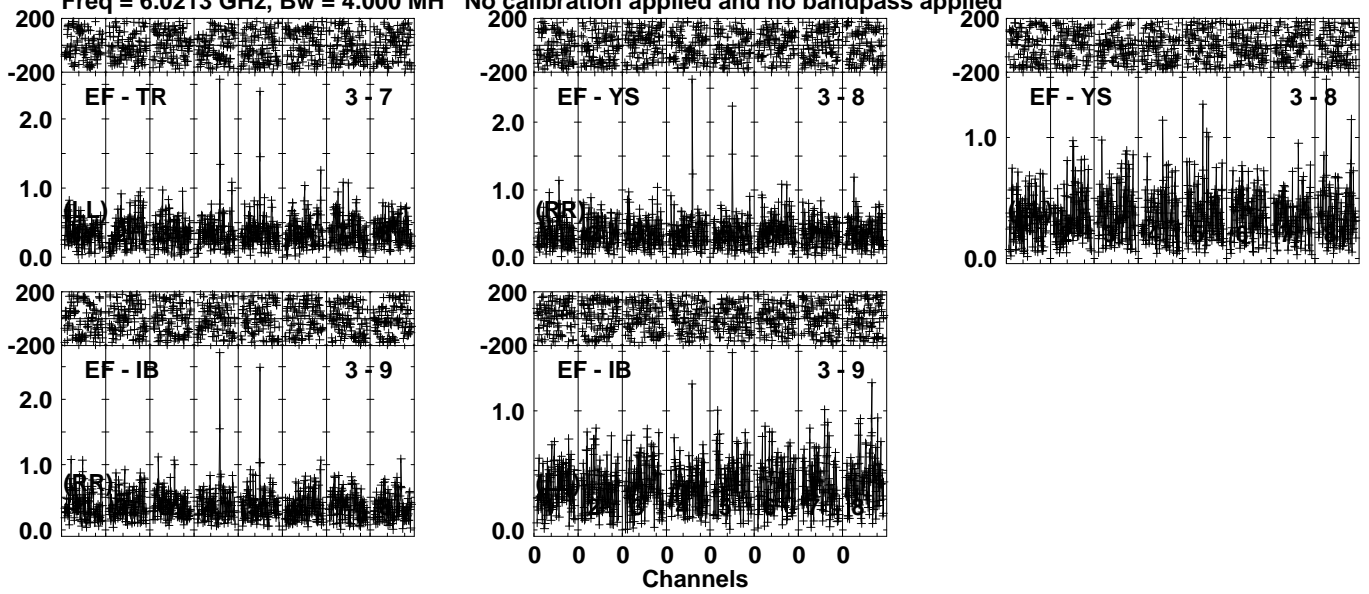 Freq = 6.0213 GHz, Bw = 4.000 MH No calibration applied and no bandpass applied
200
-200
EF - TR 3 - 7
2.0
1.0
(LL)
0.0
200
-200
EF - YS 3 - 8
2.0
1.0
(RR)
0.0
200
-200
EF - YS 3 - 8
1.0
0.0
200
-200
EF - IB 3 - 9
2.0
1.0
(RR)
0.0
200
-200
EF - IB 3 - 9
1.0
0.0
0 0 0 0 0 0 0 0
Channels